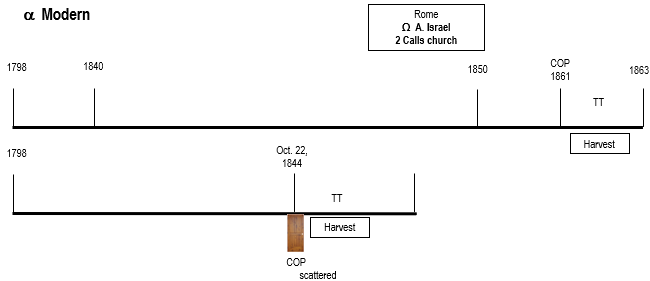 α Modern
Rome
Ω A. Israel
2 Calls church
1798
1840
1850
COP
1861
1863
TT
Harvest
1798
Oct. 22,
1844
TT
Harvest
COP
scattered